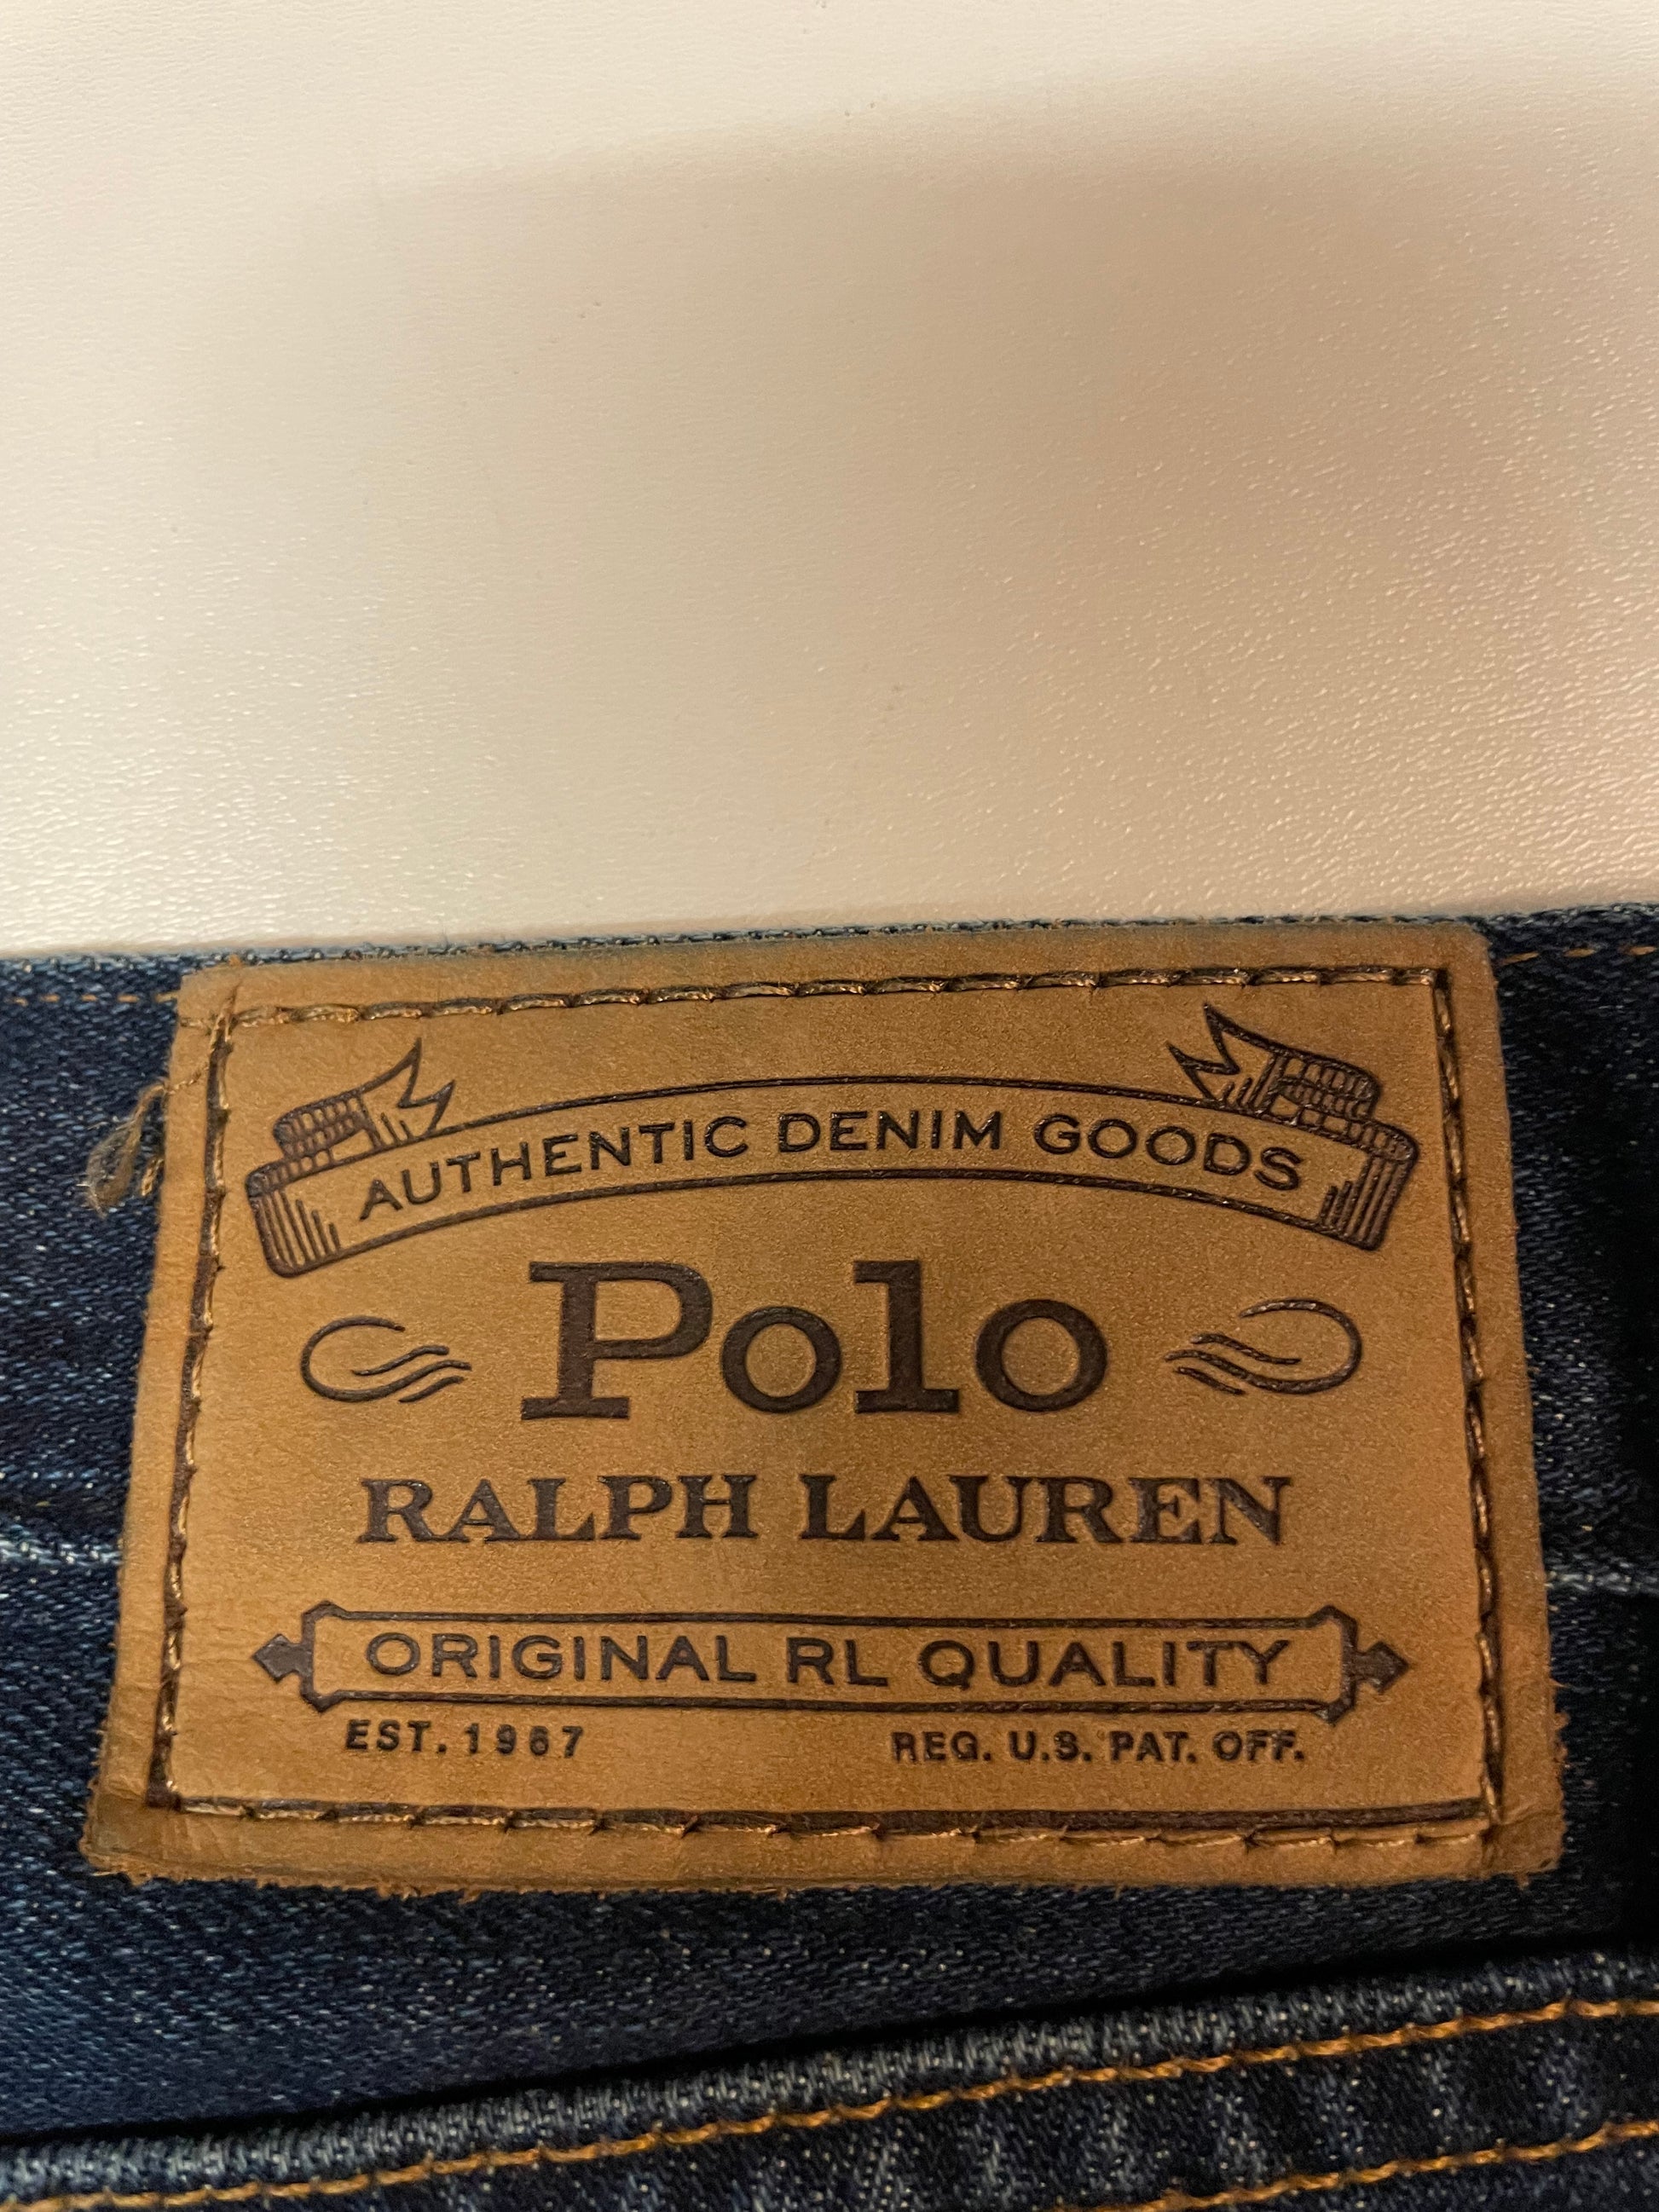 AUTHENTIC DENIM GOODS
Polo
RALPH LAUREN
ORIGINAL RL QUALITY
EST. 1967 REG. U.S. PAT. OFF.